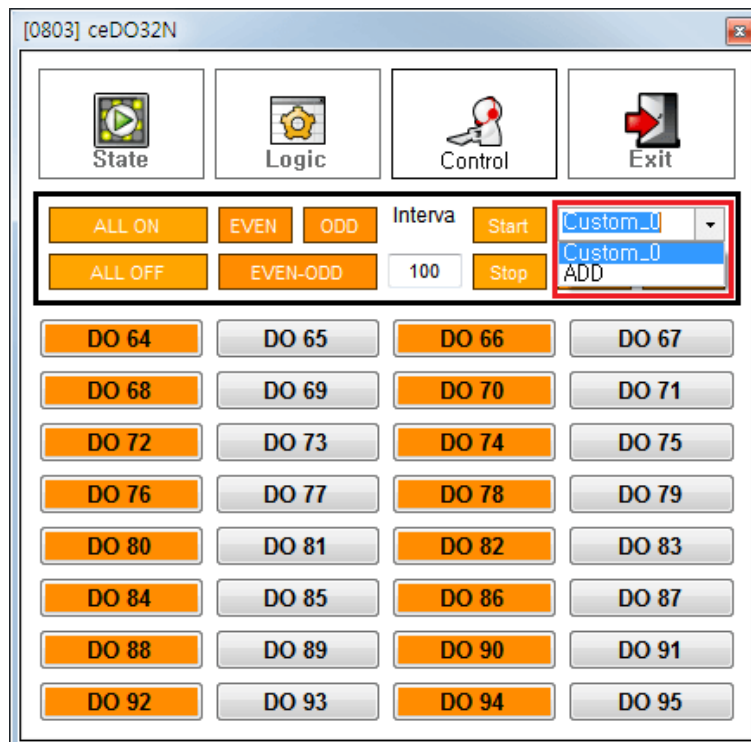 [0803] ceDO32N
State Logic Control Exit
ALL ON EVEN ODD Interva Start Custom_0
Custom_0
ALL OFF EVEN-ODD 100 Stop ADD
DO 64 DO 65 DO 66 DO 67
DO 68 DO 69 DO 70 DO 71
DO 72 DO 73 DO 74 DO 75
DO 76 DO 77 DO 78 DO 79
DO 80 DO 81 DO 82 DO 83
DO 84 DO 85 DO 86 DO 87
DO 88 DO 89 DO 90 DO 91
DO 92 DO 93 DO 94 DO 95